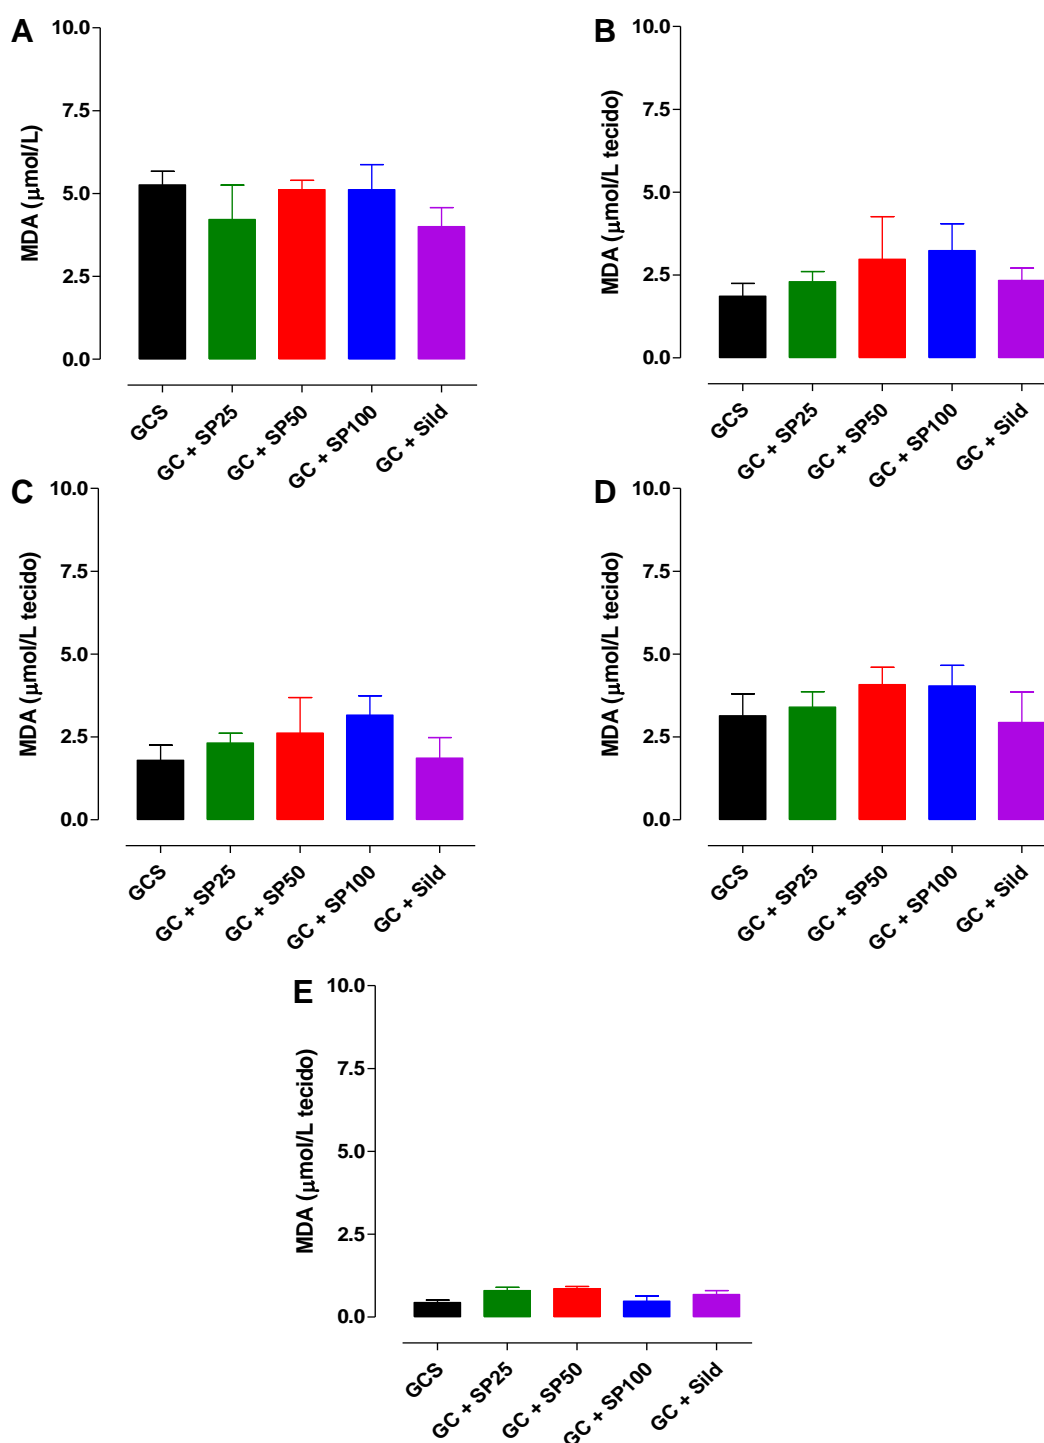 A
MDA (μmol/L)
10.0
7.5
5.0
2.5
0.0
GCS
GC + SP25
GC + SP50
GC + SP100
GC + Sild
B
MDA (μmol/L tecido)
10.0
7.5
5.0
2.5
0.0
GCS
GC + SP25
GC + SP50
GC + SP100
GC + Sild
C
MDA (μmol/L tecido)
10.0
7.5
5.0
2.5
0.0
GCS
GC + SP25
GC + SP50
GC + SP100
GC + Sild
D
MDA (μmol/L tecido)
10.0
7.5
5.0
2.5
0.0
GCS
GC + SP25
GC + SP50
GC + SP100
GC + Sild
E
MDA (μmol/L tecido)
10.0
7.5
5.0
2.5
0.0
GCS
GC + SP25
GC + SP50
GC + SP100
GC + Sild